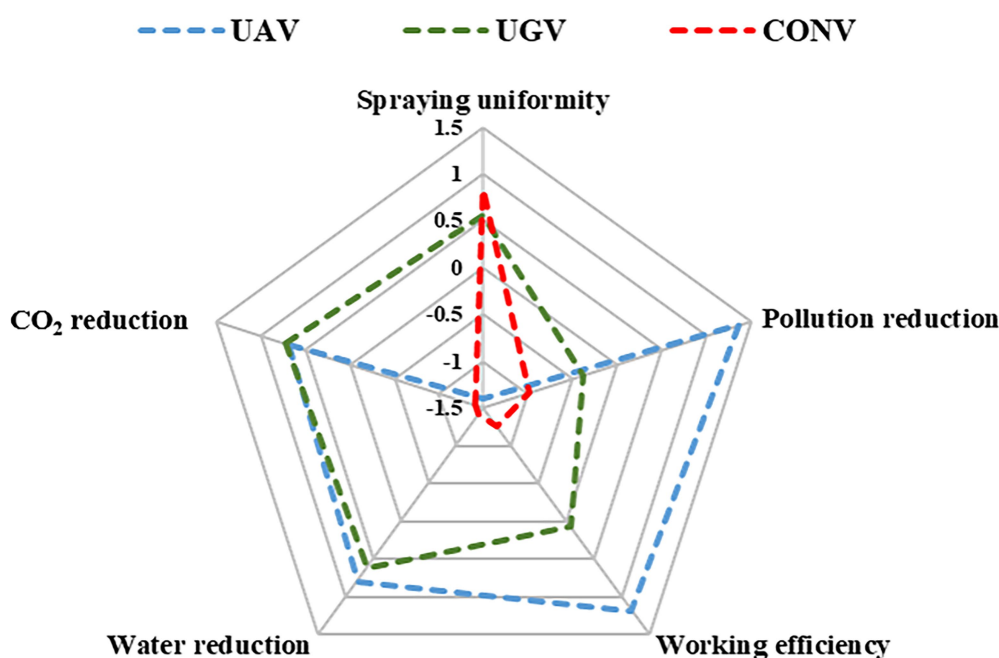 UAV UGV CONV
Spraying uniformity
1.5
1
0.5
0
-0.5
-1
-1.5
CO₂ reduction
Pollution reduction
Water reduction
Working efficiency